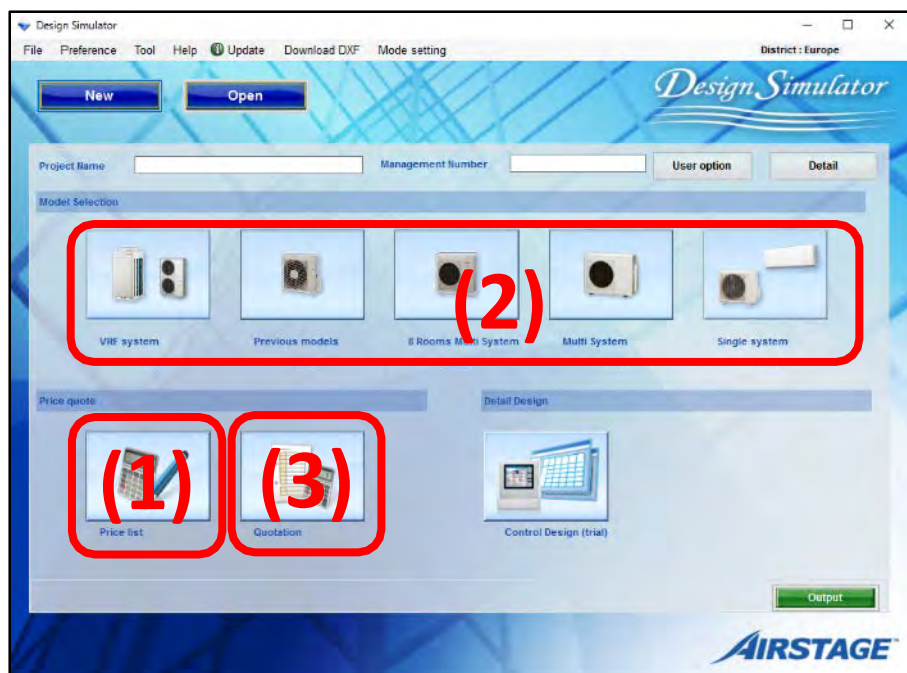 Design Simulator
File Preference Tool Help Update Download DXF Mode setting District : Europe
New Open Design Simulator
Project Name Management Number User option Detail
Model Selection
(2)
VRF system Previous models 8 Rooms Multi System Multi System Single system
Price quote Detail Design
(1) (3)
Price list Quotation Control Design (trial)
Output
AIRSTAGE™